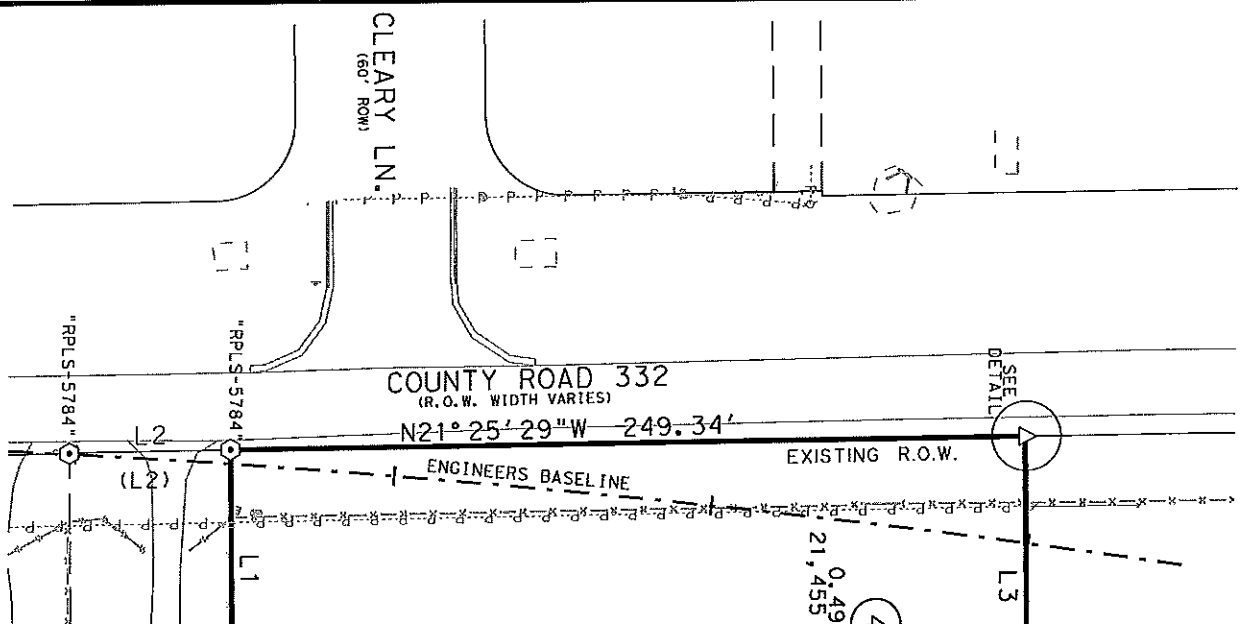 CLEARY LN.
(60' ROW)
"RPLS-5784"
"RPLS-5784"
SEE
DETAIL
COUNTY ROAD 332
(R.O.W. WIDTH VARIES)
N21°25'29"W 249.34'
EXISTING R.O.W.
L2
(L2)
ENGINEERS BASELINE
L1
L3
0.49
21,455